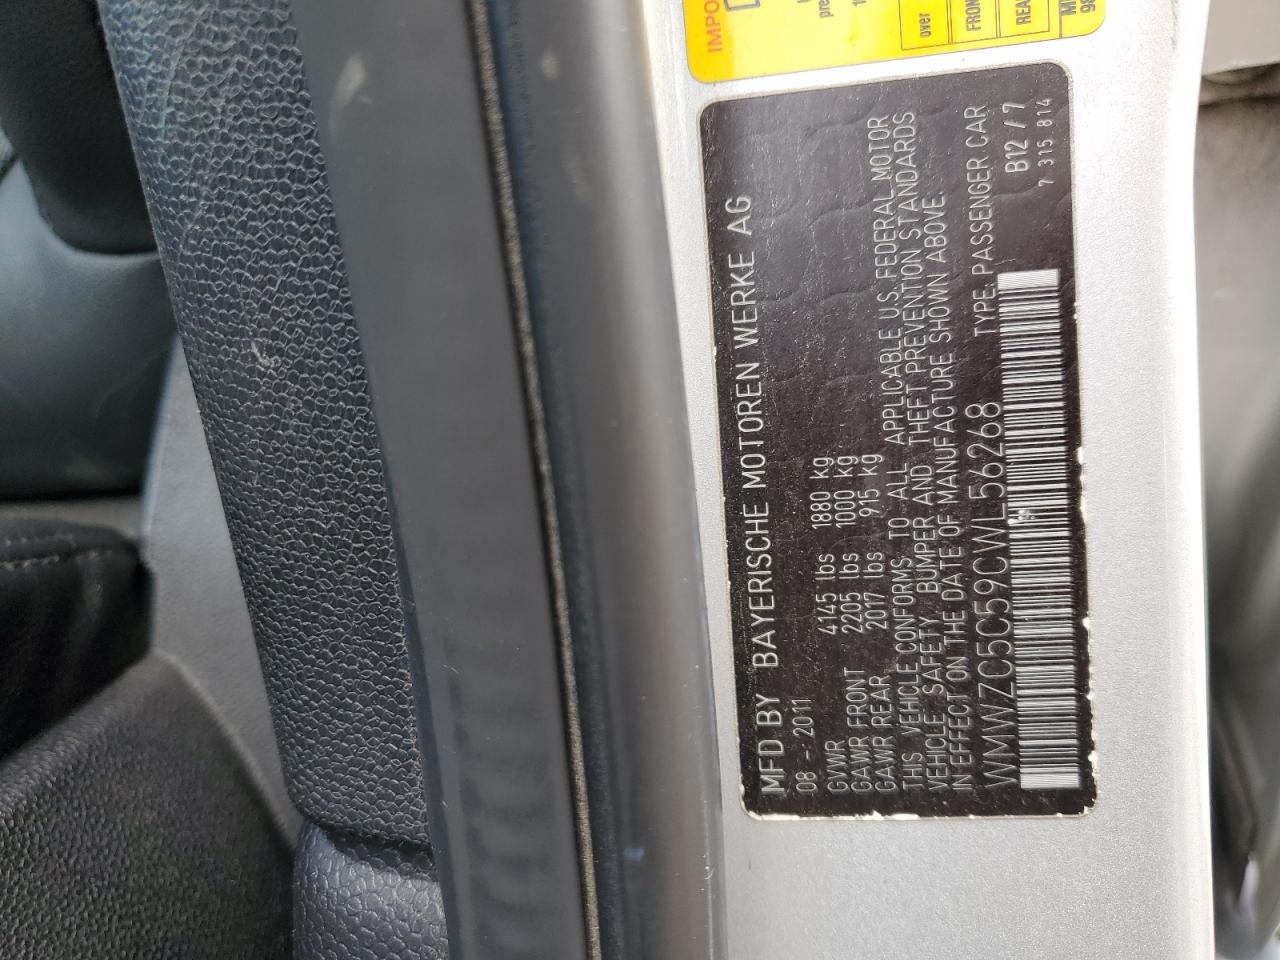 MFD BY BAYERISCHE MOTOREN WERKE AG
08 - 2011
GVWR 4145 lbs 1880 kg
GAWR FRONT 2205 lbs 1000 kg
GAWR REAR 2017 lbs 915 kg
THIS VEHICLE CONFORMS TO ALL APPLICABLE U.S. FEDERAL MOTOR
VEHICLE SAFETY BUMPER AND THEFT PREVENTION STANDARDS
IN EFFECT ON THE DATE OF MANUFACTURE SHOWN ABOVE.
WMWZC5C59CWL56268 TYPE: PASSENGER CAR
B12 / 7
7 315 814
over